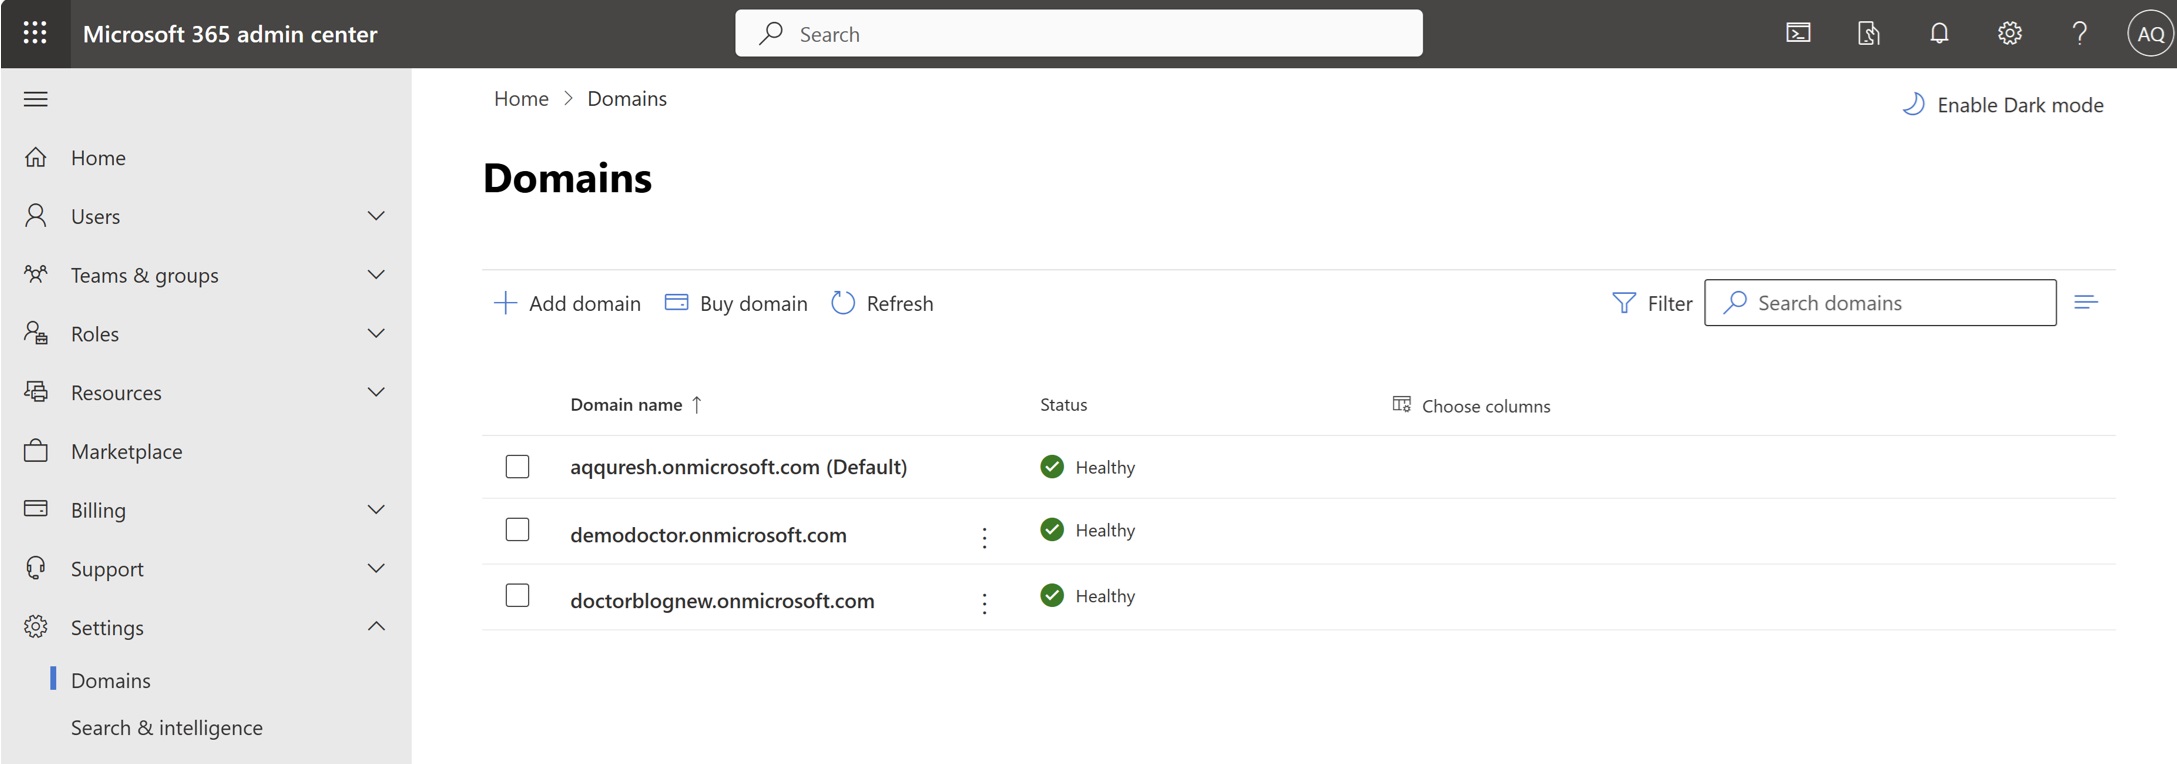 Microsoft 365 admin center
Search
AQ
Home > Domains
Enable Dark mode
Home
Users
Teams & groups
Roles
Resources
Marketplace
Billing
Support
Settings
Domains
Search & intelligence
Domains
Add domain
Buy domain
Refresh
Filter
Search domains
Domain name ↑
Status
Choose columns
aqquresh.onmicrosoft.com (Default)
Healthy
demodoctor.onmicrosoft.com
Healthy
doctorblognew.onmicrosoft.com
Healthy